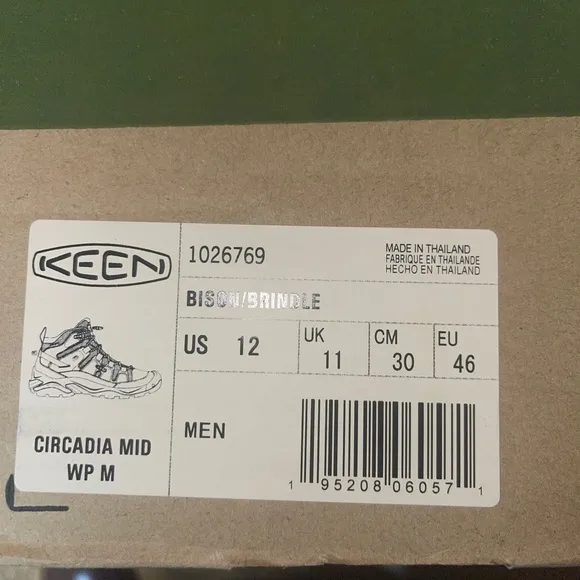 KEEN
1026769
MADE IN THAILAND
FABRIQUE EN THAILANDE
HECHO EN THAILAND
BISON/BRINDLE
US 12
UK 11
CM 30
EU 46
CIRCADIA MID
WP M
MEN
1 95208 06057 1